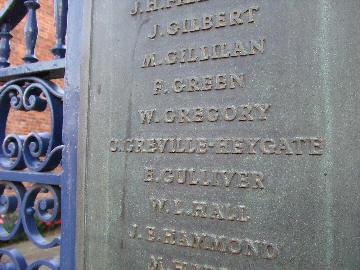 J. GILBERT
M. GILLILAN
F. GREEN
W. GREGORY
C. GREVILLE-HEYGATE
B. GULLIVER
W. L. HALL
J. E. HAMMOND